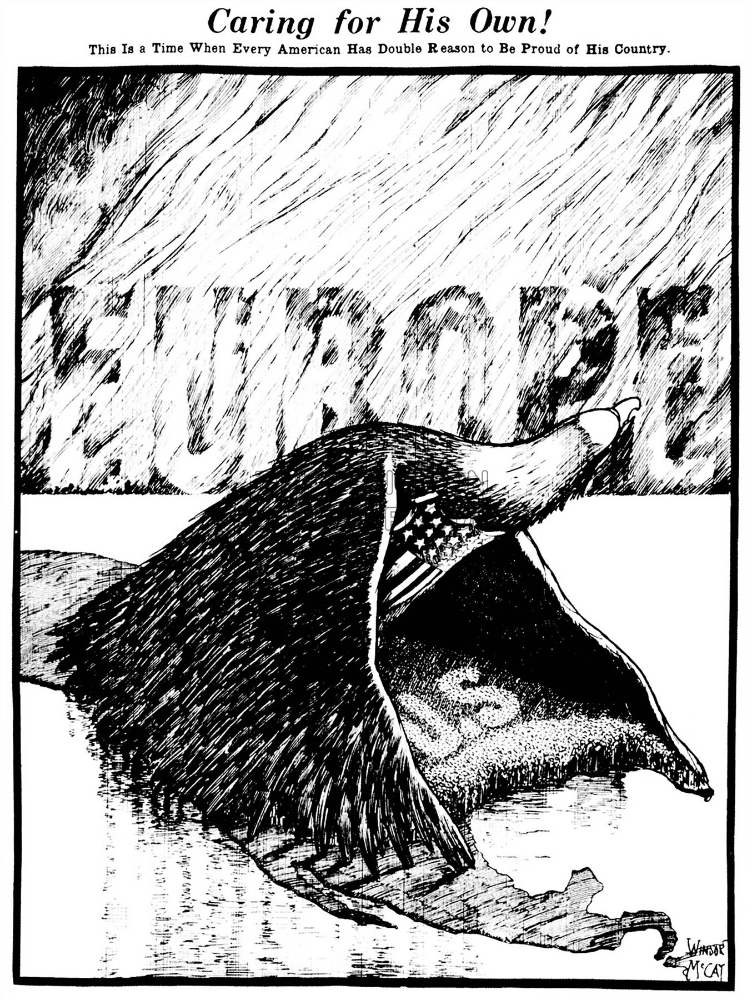 Caring for His Own!
This Is a Time When Every American Has Double Reason to Be Proud of His Country.
EUROPE
U S
WINSOR
McCAY